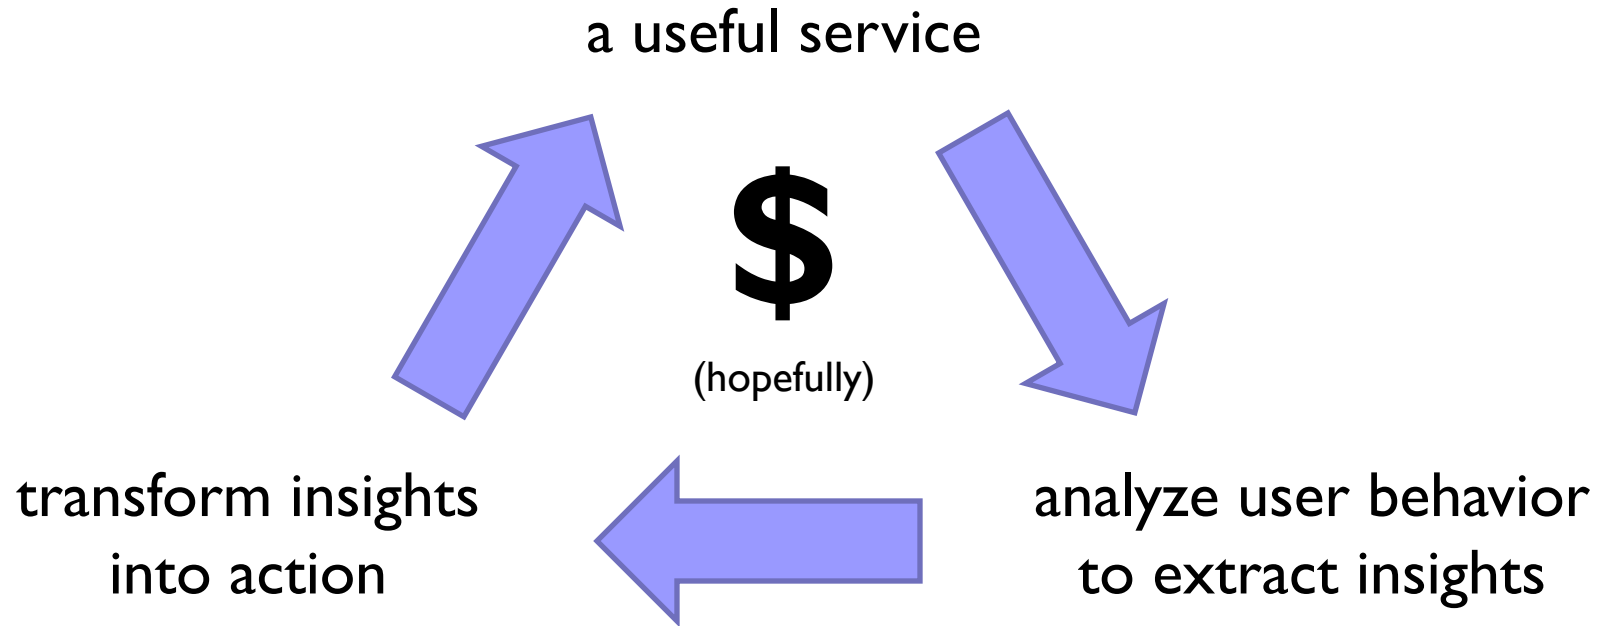 a useful service
$
(hopefully)
transform insights
into action
analyze user behavior
to extract insights